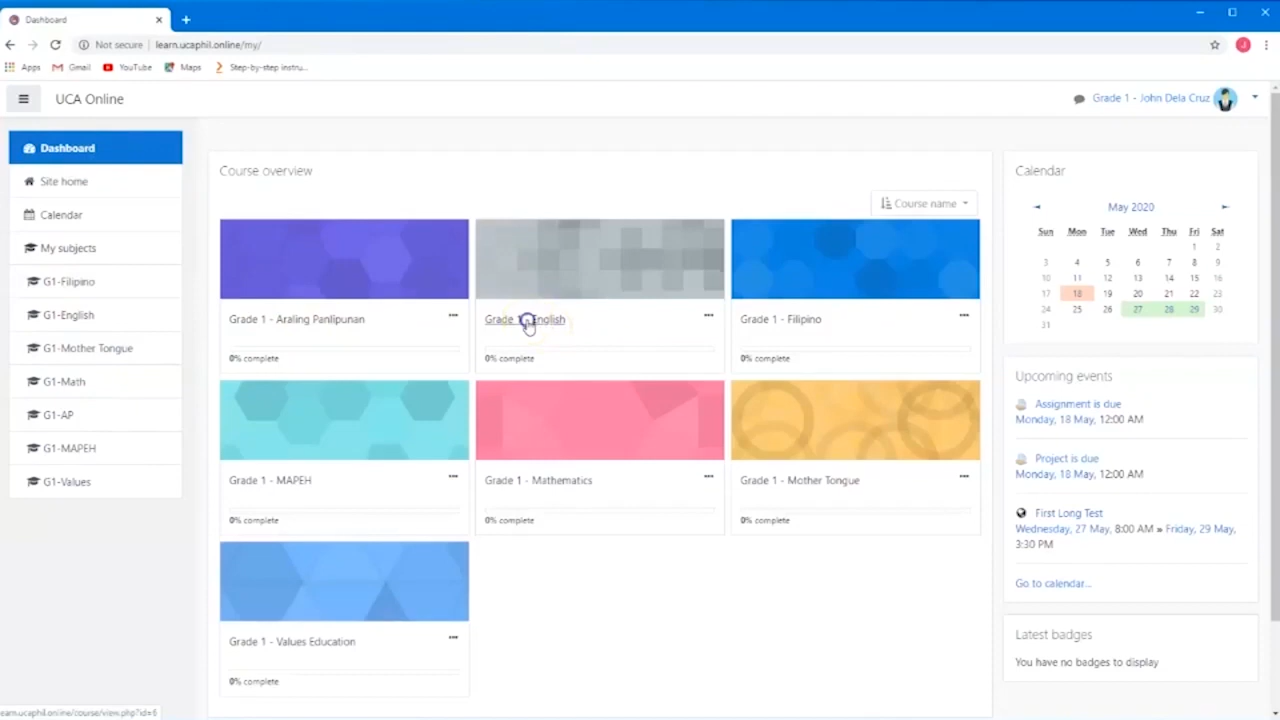 Dashboard
Not secure | learn.ucaphil.online/my/
Apps Gmail YouTube Maps Step-by-step instru...
UCA Online
Grade 1 - John Dela Cruz
Dashboard
Site home
Calendar
My subjects
G1-Filipino
G1-English
G1-Mother Tongue
G1-Math
G1-AP
G1-MAPEH
G1-Values
Course overview
Course name
Grade 1 - Araling Panlipunan
0% complete
Grade 1 - English
0% complete
Grade 1 - Filipino
0% complete
Grade 1 - MAPEH
0% complete
Grade 1 - Mathematics
0% complete
Grade 1 - Mother Tongue
0% complete
Grade 1 - Values Education
0% complete
Calendar
May 2020
Sun Mon Tue Wed Thu Fri Sat
1 2
3 4 5 6 7 8 9
10 11 12 13 14 15 16
17 18 19 20 21 22 23
24 25 26 27 28 29 30
31
Upcoming events
Assignment is due
Monday, 18 May, 12:00 AM
Project is due
Monday, 18 May, 12:00 AM
First Long Test
Wednesday, 27 May, 8:00 AM » Friday, 29 May,
3:30 PM
Go to calendar...
Latest badges
You have no badges to display
learn.ucaphil.online/course/view.php?id=6